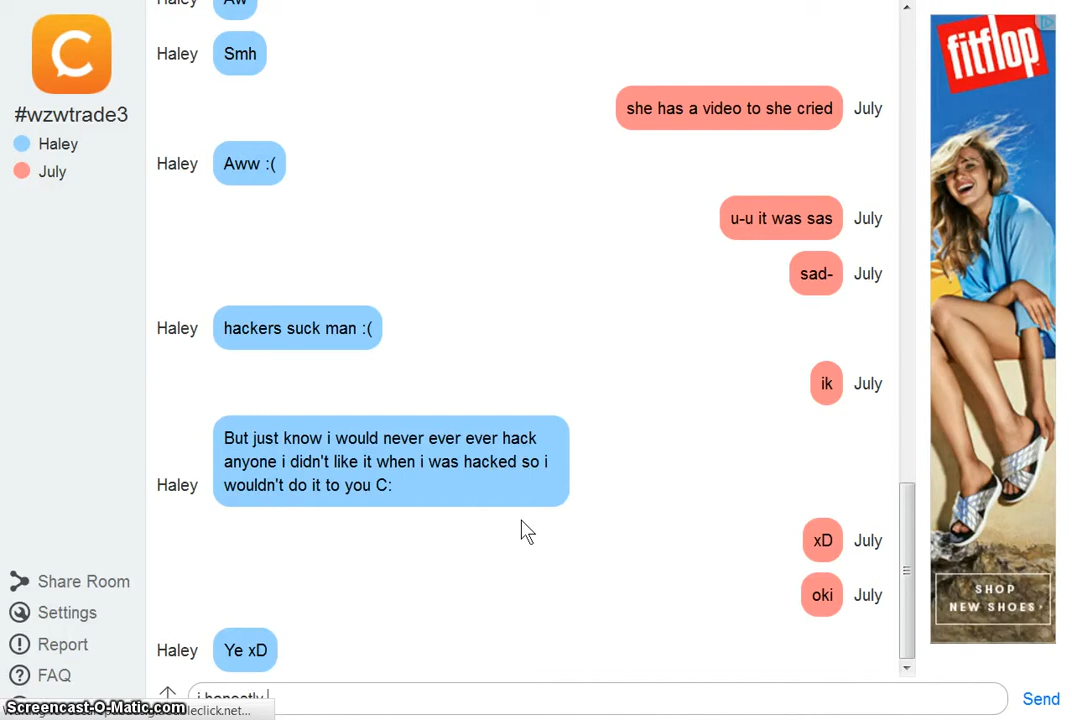 Haley Aw
Haley Smh
she has a video to she cried July
Haley Aww :(
u-u it was sas July
sad- July
Haley hackers suck man :(
ik July
But just know i would never ever ever hack
anyone i didn't like it when i was hacked so i
Haley wouldn't do it to you C:
xD July
oki July
Haley Ye xD
i honestly
Send
#wzwtrade3
Haley
July
Share Room
Settings
Report
FAQ
Screencast-O-Matic.com
fitflop
SHOP
NEW SHOES ›